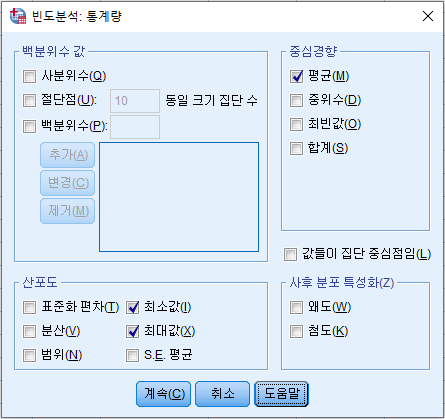 빈도분석: 통계량
백분위수 값
사분위수(Q)
절단점(U): 10 동일 크기 집단 수
백분위수(P):
추가(A)
변경(C)
제거(M)
중심경향
평균(M)
중위수(D)
최빈값(O)
합계(S)
값들이 집단 중심점임(L)
산포도
표준화 편차(T) 최소값(I)
분산(V) 최대값(X)
범위(N) S.E. 평균
사후 분포 특성화(Z)
왜도(W)
첨도(K)
계속(C) 취소 도움말